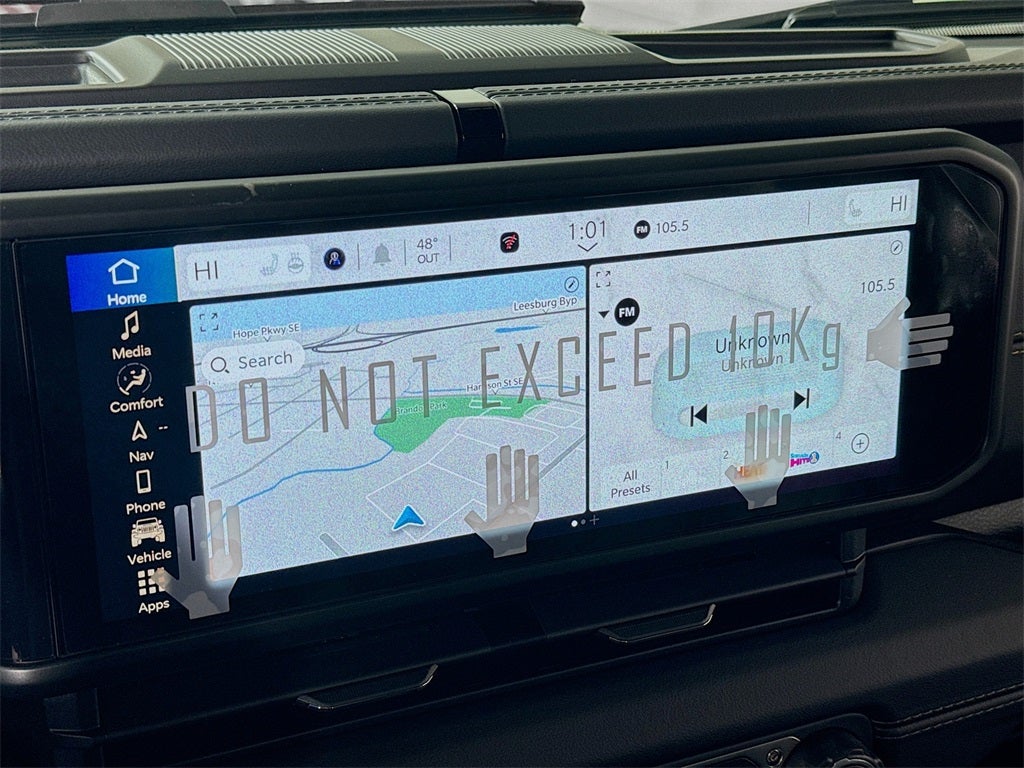 Home
HI
48°
OUT
1:01
FM 105.5
HI
Media
Comfort
Nav --
Phone
Vehicle
Apps
Hope Pkwy SE
Leesburg Byp
Search
Harrison St SE
Brandon Park
FM
105.5
Unknown
Unknown
All
Presets
1
2
4
DO NOT EXCEED 10Kg